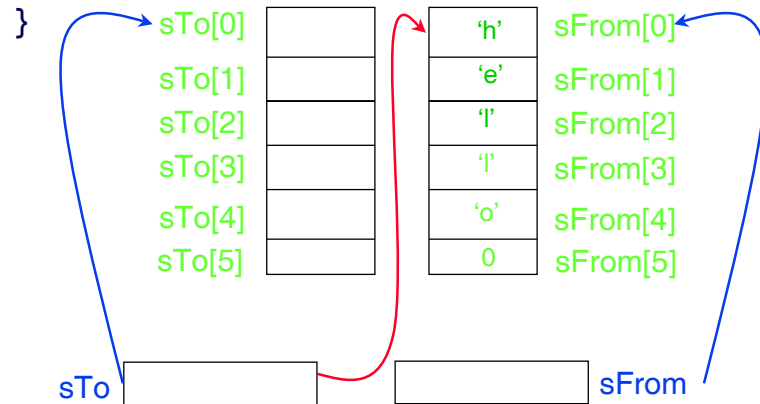 }
sTo[0] ‘h’ sFrom[0]
sTo[1] ‘e’ sFrom[1]
sTo[2] ‘l’ sFrom[2]
sTo[3] ‘l’ sFrom[3]
sTo[4] ‘o’ sFrom[4]
sTo[5] 0 sFrom[5]
sTo sFrom